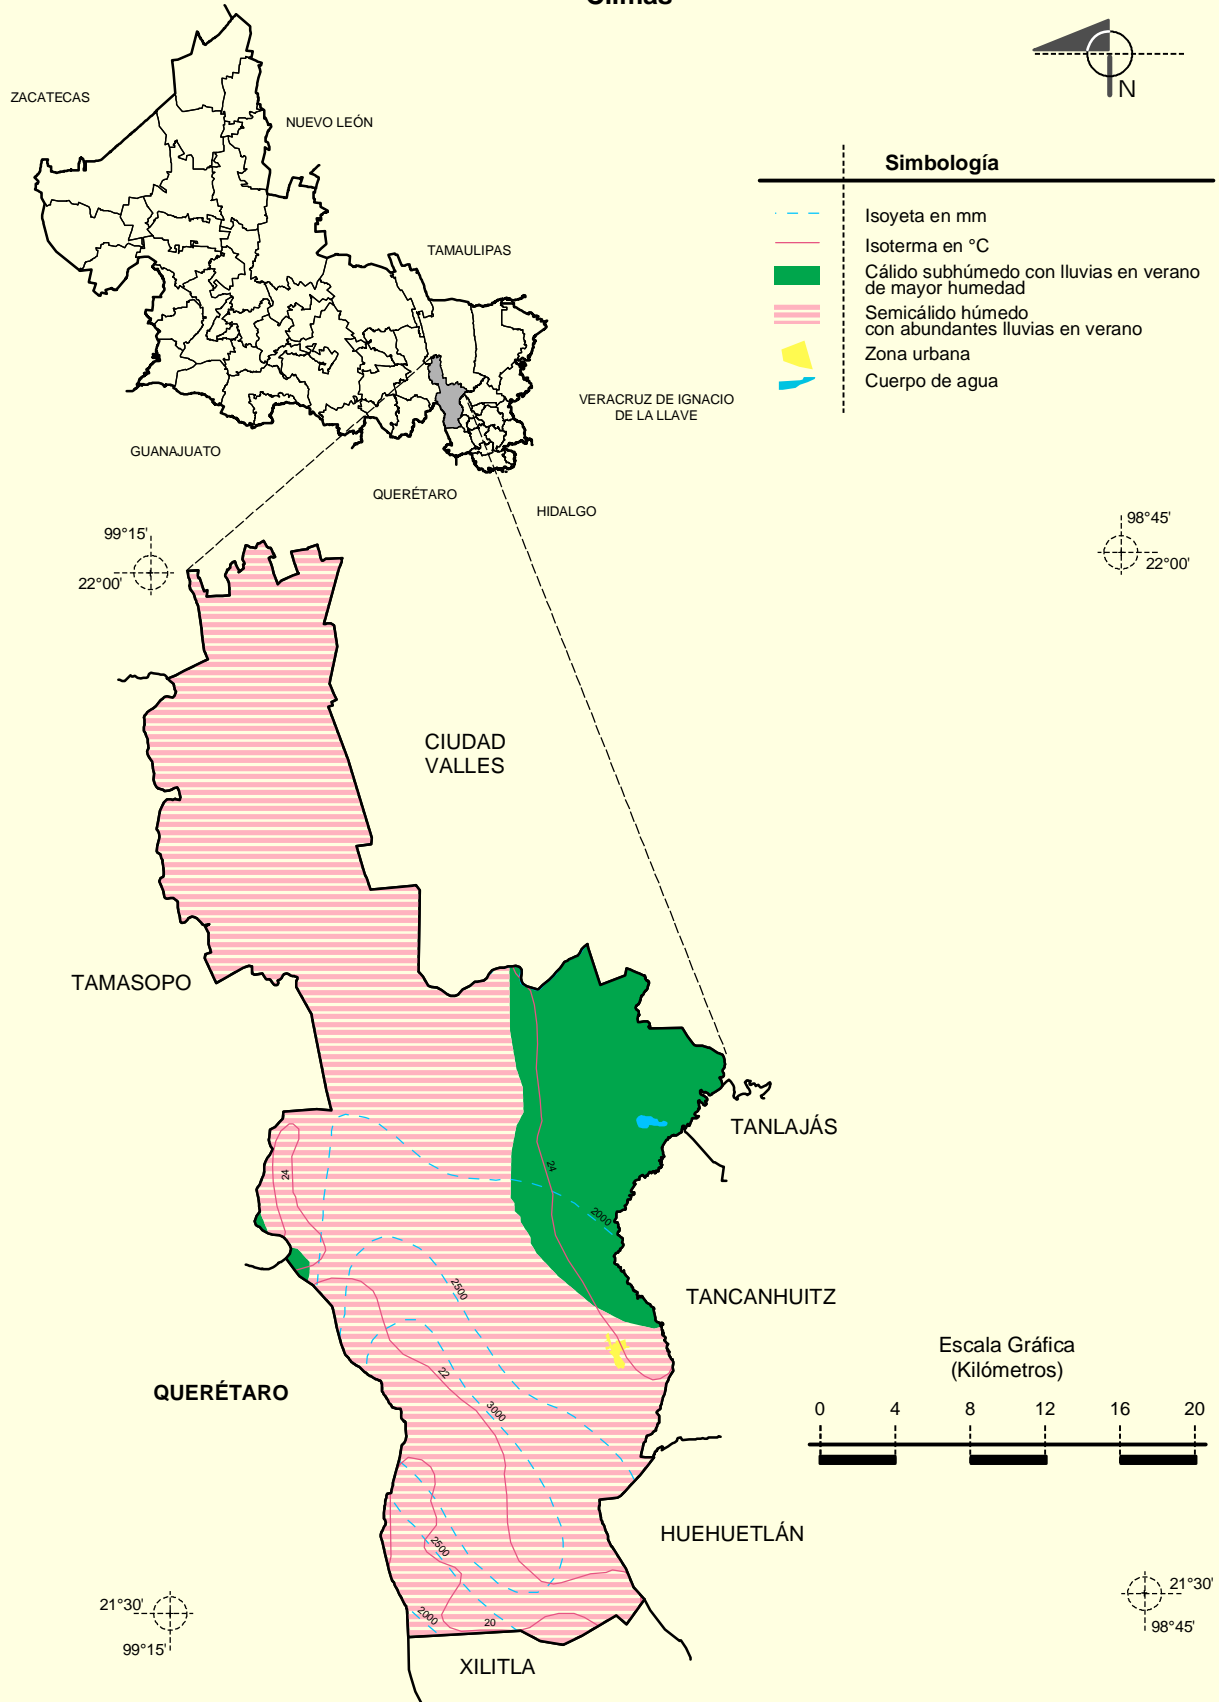 Climas
N
ZACATECAS
NUEVO LEÓN
TAMAULIPAS
VERACRUZ DE IGNACIO
DE LA LLAVE
GUANAJUATO
QUERÉTARO
HIDALGO
Simbología
Isoyeta en mm
Isoterma en °C
Cálido subhúmedo con lluvias en verano
de mayor humedad
Semicálido húmedo
con abundantes lluvias en verano
Zona urbana
Cuerpo de agua
99°15'
22°00'
98°45'
22°00'
CIUDAD
VALLES
TAMASOPO
TANLAJÁS
24
24
2000
2500
TANCANHUITZ
22
3000
QUERÉTARO
Escala Gráfica
(Kilómetros)
0 4 8 12 16 20
HUEHUETLÁN
2500
2000
20
21°30'
99°15'
21°30'
98°45'
XILITLA